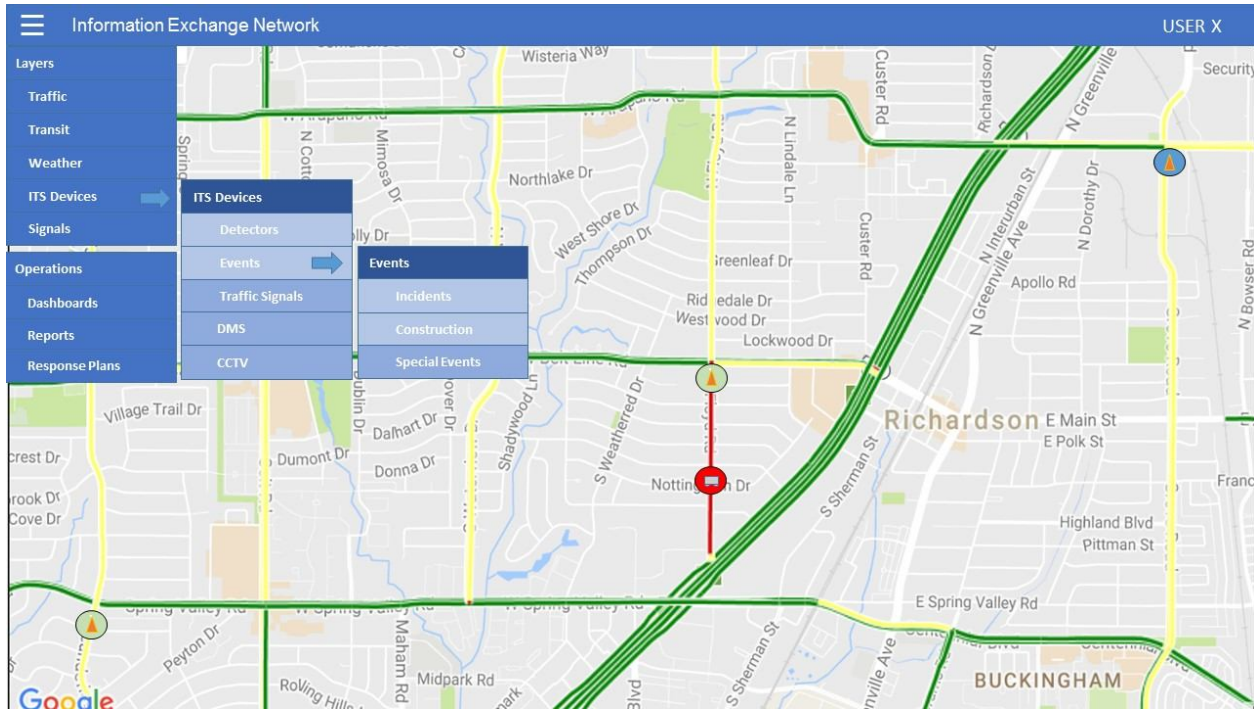 Information Exchange Network
USER X
Layers
Traffic
Transit
Weather
ITS Devices
Signals
Operations
Dashboards
Reports
Response Plans
ITS Devices
Detectors
Events
Traffic Signals
DMS
CCTV
Events
Incidents
Construction
Special Events
Wisteria Way
Custer Rd
Richardson
N Greenville
Security
Mimosa Dr
N Lindale Ln
Northlake Dr
West Shore Dr
Thompson Dr
Custer Rd
N Interurban St
N Greenville Ave
N Dorothy Dr
N Bowser Rd
Apollo Rd
Lockwood Dr
Village Trail Dr
Dalhart Dr
Dumont Dr
Donna Dr
Shadywood Ln
S Weatherred Dr
S Sherman St
Richardson
E Main St
E Polk St
Cove Dr
Highland Blvd
Pittman St
W Spring Valley Rd
E Spring Valley Rd
Peyton Dr
Maham Rd
Midpark Rd
Blvd
S Sherman St
BUCKINGHAM
Google